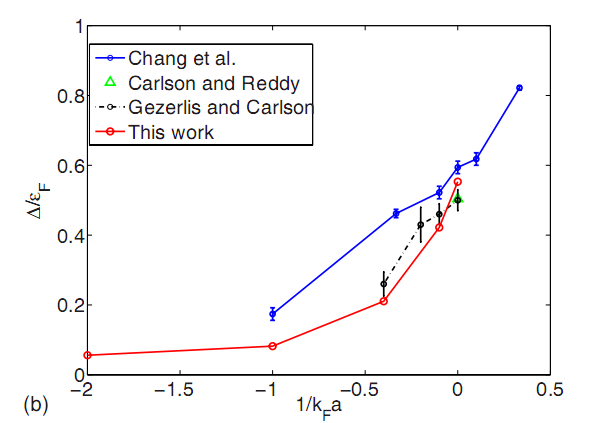 1
0.8
0.6
0.4
0.2
0
Δ/ε_F
Chang et al.
Carlson and Reddy
Gezerlis and Carlson
This work
−2
−1.5
−1
−0.5
0
0.5
(b)
1/k_Fa